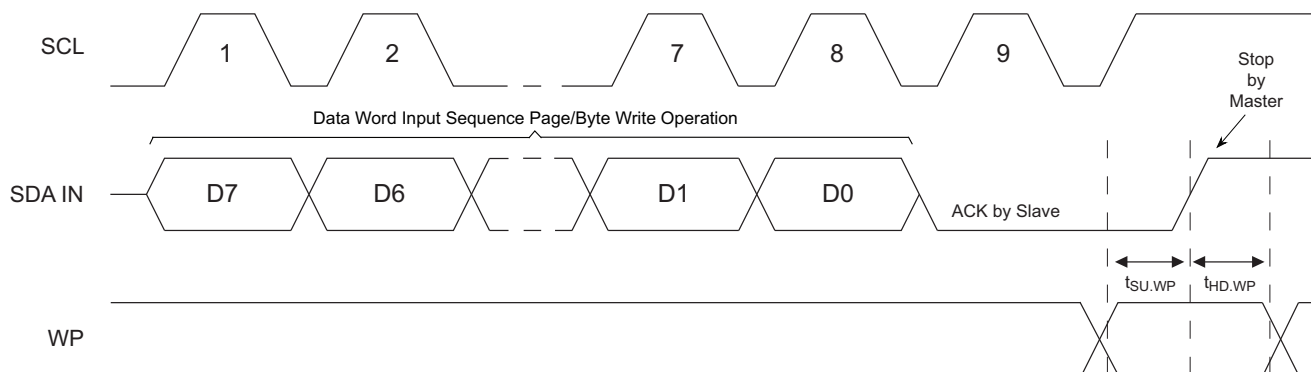 SCL
1 2 7 8 9
Stop
by
Master
Data Word Input Sequence Page/Byte Write Operation
SDA IN
D7 D6 D1 D0
ACK by Slave
tSU.WP tHD.WP
WP